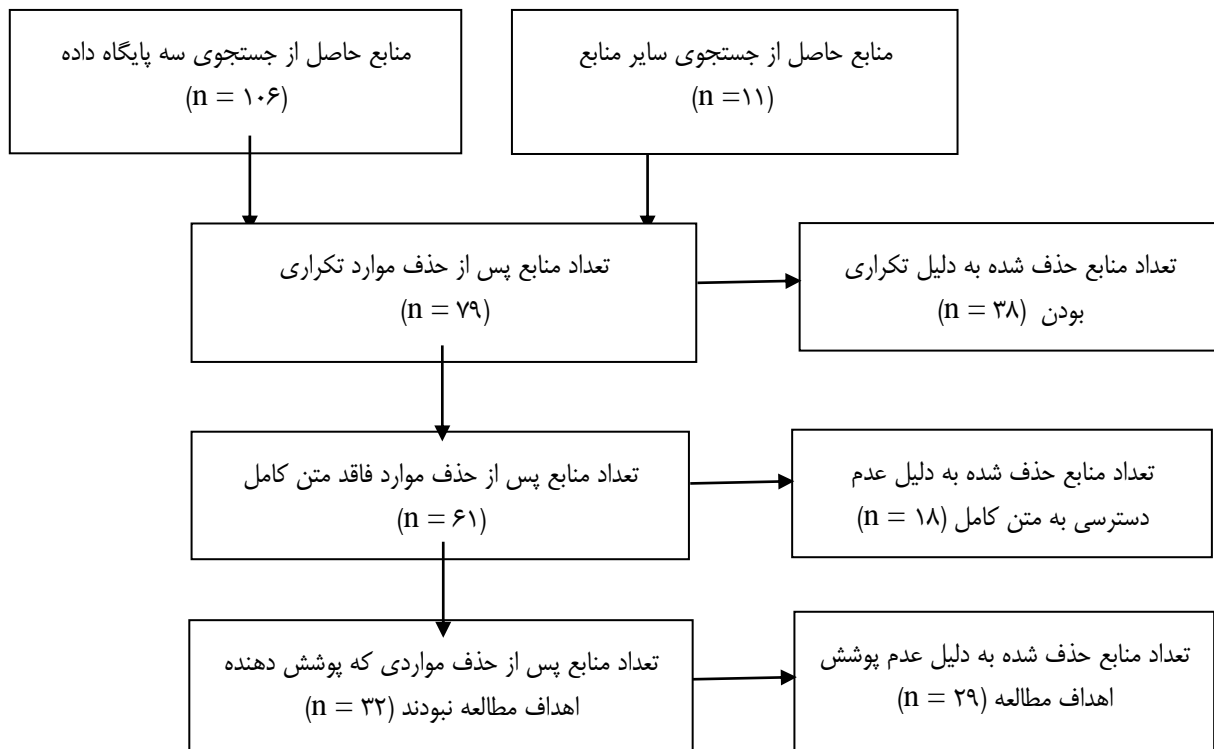 منابع حاصل از جستجوی سه پایگاه داده
(n = ۱۰۶)
منابع حاصل از جستجوی سایر منابع
(n =۱۱)
تعداد منابع پس از حذف موارد تکراری
(n = ۷۹)
تعداد منابع حذف شده به دلیل تکراری
بودن (n = ۳۸)
تعداد منابع پس از حذف موارد فاقد متن کامل
(n = ۶۱)
تعداد منابع حذف شده به دلیل عدم
دسترسی به متن کامل (n = ۱۸)
تعداد منابع پس از حذف مواردی که پوشش دهنده
اهداف مطالعه نبودند (n = ۳۲)
تعداد منابع حذف شده به دلیل عدم پوشش
اهداف مطالعه (n = ۲۹)